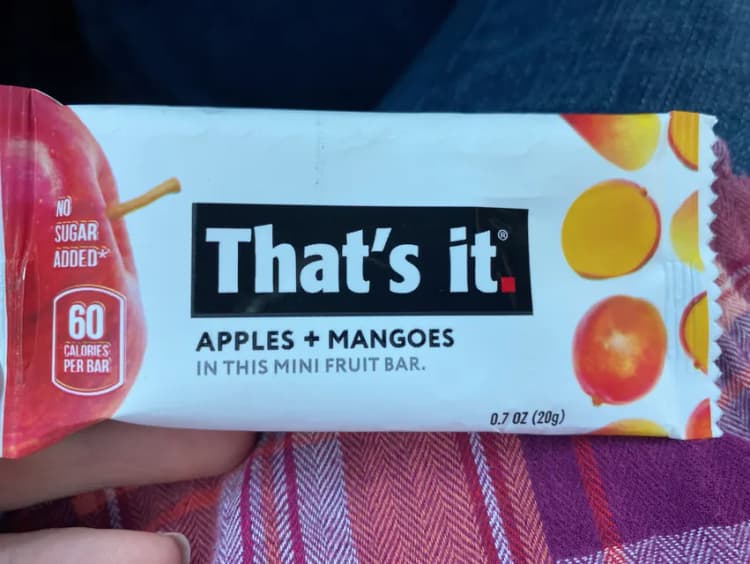 NO
SUGAR
ADDED*
60
CALORIES
PER BAR
That's it.®
APPLES + MANGOES
IN THIS MINI FRUIT BAR.
0.7 OZ (20g)